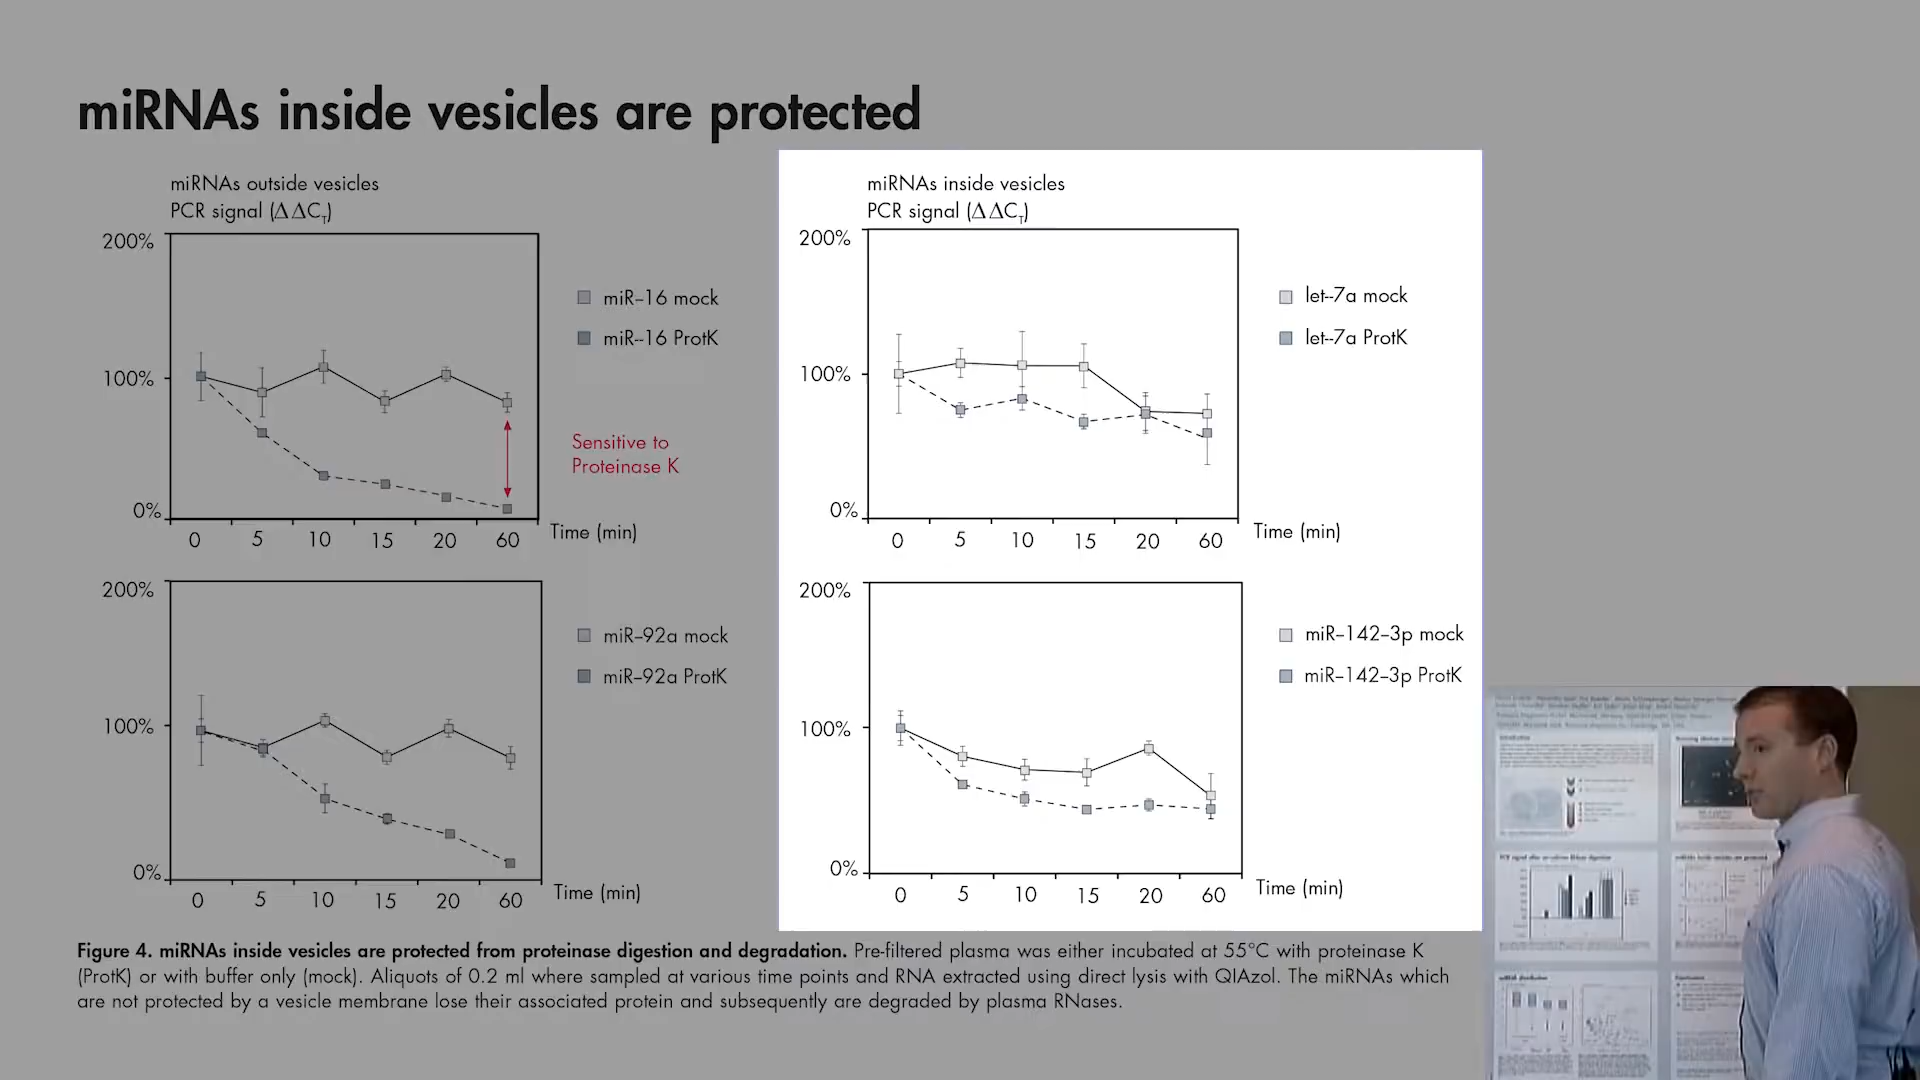 miRNAs inside vesicles are protected
miRNAs outside vesicles
PCR signal (ΔΔCT)
200%
100%
0%
0 5 10 15 20 60
Time (min)
miR–16 mock
miR--16 ProtK
Sensitive to
Proteinase K
200%
100%
0%
0 5 10 15 20 60
Time (min)
miR–92a mock
miR–92a ProtK
miRNAs inside vesicles
PCR signal (ΔΔCT)
200%
100%
0%
0 5 10 15 20 60
Time (min)
let--7a mock
let--7a ProtK
200%
100%
0%
0 5 10 15 20 60
Time (min)
miR–142–3p mock
miR–142–3p ProtK
Figure 4. miRNAs inside vesicles are protected from proteinase digestion and degradation. Pre-filtered plasma was either incubated at 55°C with proteinase K
(ProtK) or with buffer only (mock). Aliquots of 0.2 ml where sampled at various time points and RNA extracted using direct lysis with QIAzol. The miRNAs which
are not protected by a vesicle membrane lose their associated protein and subsequently are degraded by plasma RNases.